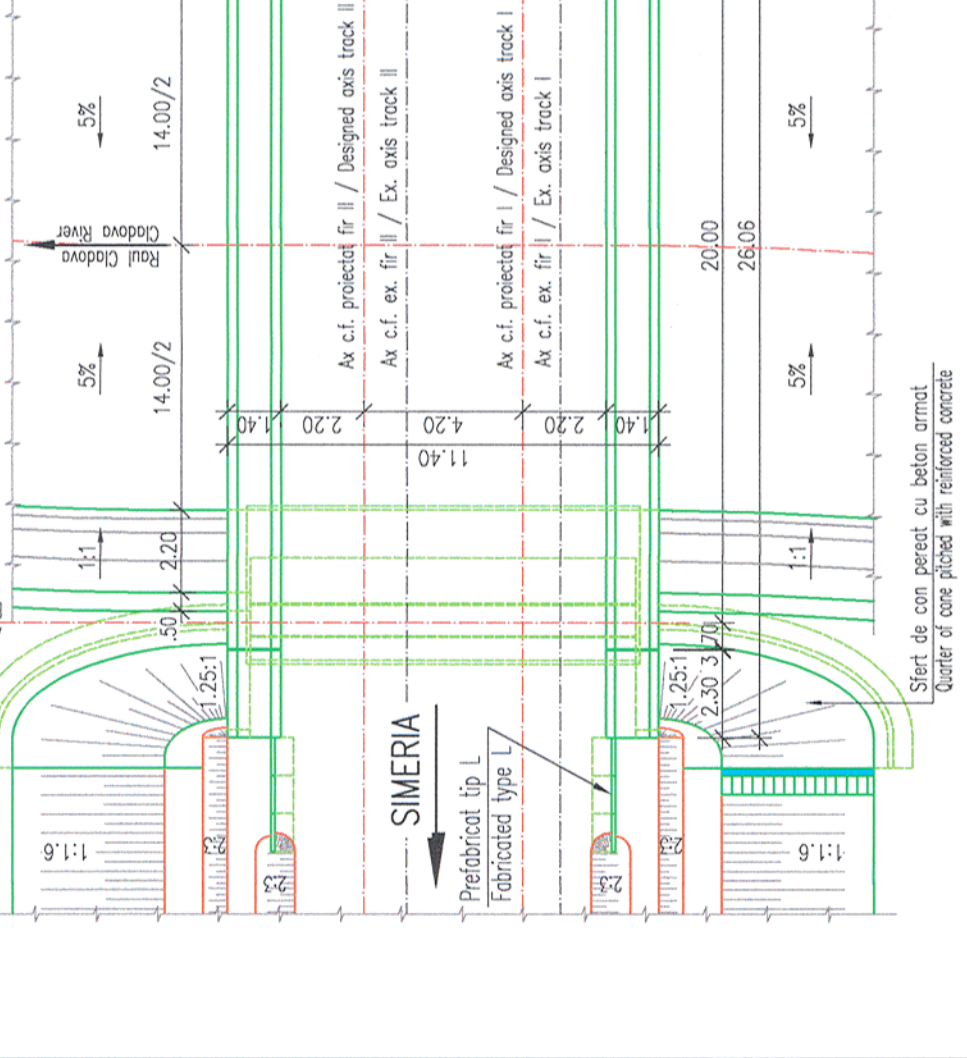 5%
14.00/2
Raul Cladova
Cladova River
5%
14.00/2
Ax c.f. proiectat fir II / Designed axis track II
Ax c.f. ex. fir II / Ex. axis track II
Ax c.f. proiectat fir I / Designed axis track I
Ax c.f. ex. fir I / Ex. axis track I
5%
20.00
26.06
5%
1.40
2.20
4.20
2.20
1.40
11.40
1:1
2.20
.50
1:1
1.25:1
1.25:1
2.30
.70
SIMERIA
Prefabricat tip L
Fabricated type L
1:1.6
2:3
2:3
2:3
2:3
1:1.6
Sfert de con pereat cu beton armat
Quarter of cone pitched with reinforced concrete